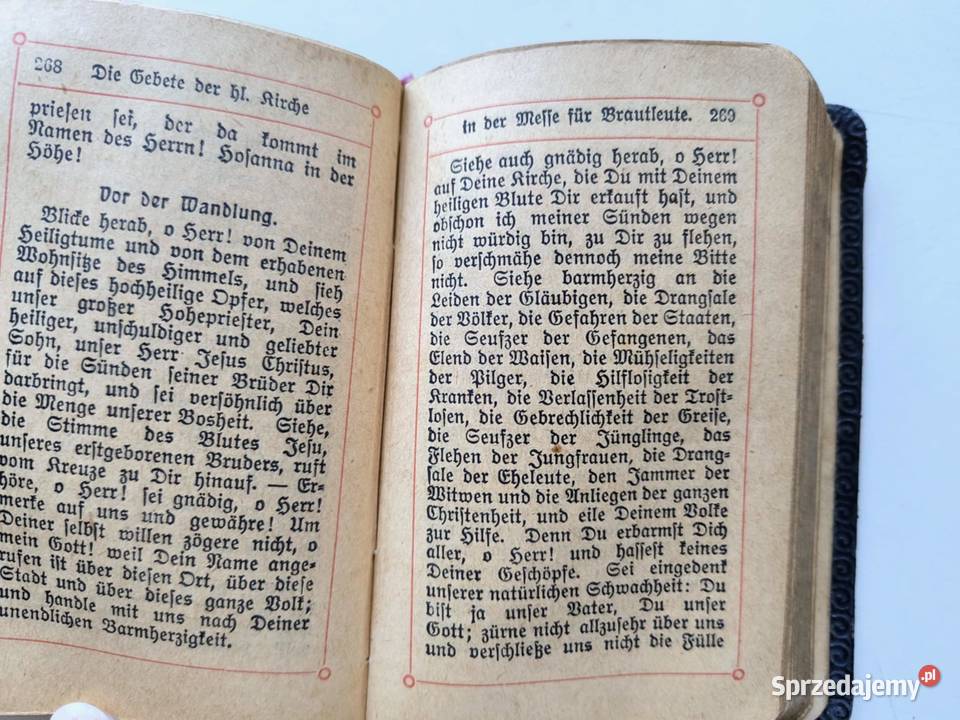 268 Die Gebete der hl. Kirche
priesen sei, der da kommt im
Namen des Herrn! Hosanna in der
Höhe!
Vor der Wandlung.
Blicke herab, o Herr! von Deinem
Heiligtume und von dem erhabenen
Wohnsitze des Himmels, und sieh
auf dieses hochheilige Opfer, welches
unser großer Hohepriester, Dein
heiliger, unschuldiger und geliebter
Sohn, unser Herr Jesus Christus,
für die Sünden seiner Brüder Dir
darbringt, und sei versöhnlich über
die Menge unserer Bosheit. Siehe,
die Stimme des Blutes Jesu,
unseres erstgeborenen Bruders, ruft
vom Kreuze zu Dir hinauf. — Er-
höre, o Herr! sei gnädig, o Herr!
merke auf uns und gewähre! Um
Deiner selbst willen zögere nicht, o
mein Gott! weil Dein Name ange-
rufen ist über diesen Ort, über diese
Stadt und über dieses ganze Volk;
und handle mit uns nach Deiner
unendlichen Barmherzigkeit.
in der Messe für Brautleute. 269
Siehe auch gnädig herab, o Herr!
auf Deine Kirche, die Du mit Deinem
heiligen Blute Dir erkauft hast, und
obschon ich meiner Sünden wegen
nicht würdig bin, zu Dir zu flehen,
so verschmähe dennoch meine Bitte
nicht. Siehe barmherzig an die
Leiden der Gläubigen, die Drangsale
der Völker, die Gefahren der Staaten,
die Seufzer der Gefangenen, das
Elend der Waisen, die Mühseligkeiten
der Pilger, die Hilflosigkeit der
Kranken, die Verlassenheit der Trost-
losen, die Gebrechlichkeit der Greise,
die Seufzer der Jünglinge, das
Flehen der Jungfrauen, die Drang-
sale der Eheleute, den Jammer der
Witwen und die Anliegen der ganzen
Christenheit, und eile Deinem Volke
zur Hilfe. Denn Du erbarmst Dich
aller, o Herr! und hassest keines
Deiner Geschöpfe. Sei eingedenk
unserer natürlichen Schwachheit: Du
bist ja unser Vater, Du unser
Gott; zürne nicht allzusehr über uns
und verschließe uns nicht die Fülle
Sprzedajemy.pl